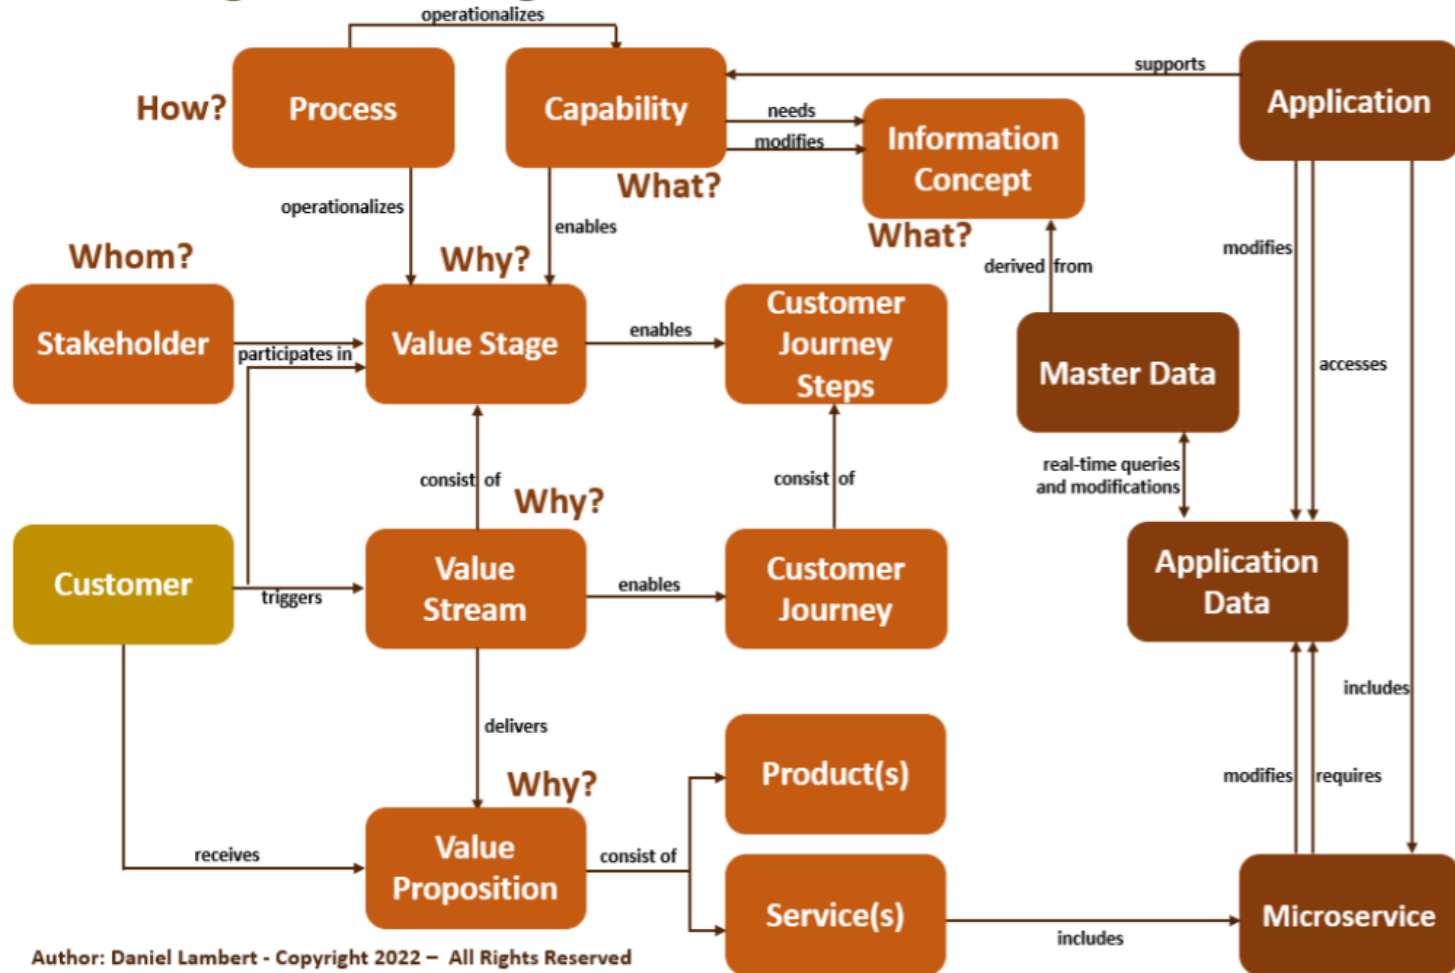 operationalizes
Process
Capability
Application
How?
supports
needs
modifies
Information
Concept
What?
What?
operationalizes
enables
modifies
derived from
Whom?
Why?
Stakeholder
participates in
Value Stage
enables
Customer
Journey
Steps
Master Data
accesses
real-time queries
and modifications
consist of
consist of
Why?
Customer
triggers
Value
Stream
enables
Customer
Journey
Application
Data
includes
delivers
modifies
requires
Why?
Product(s)
receives
Value
Proposition
consist of
Service(s)
includes
Microservice
Author: Daniel Lambert - Copyright 2022 – All Rights Reserved